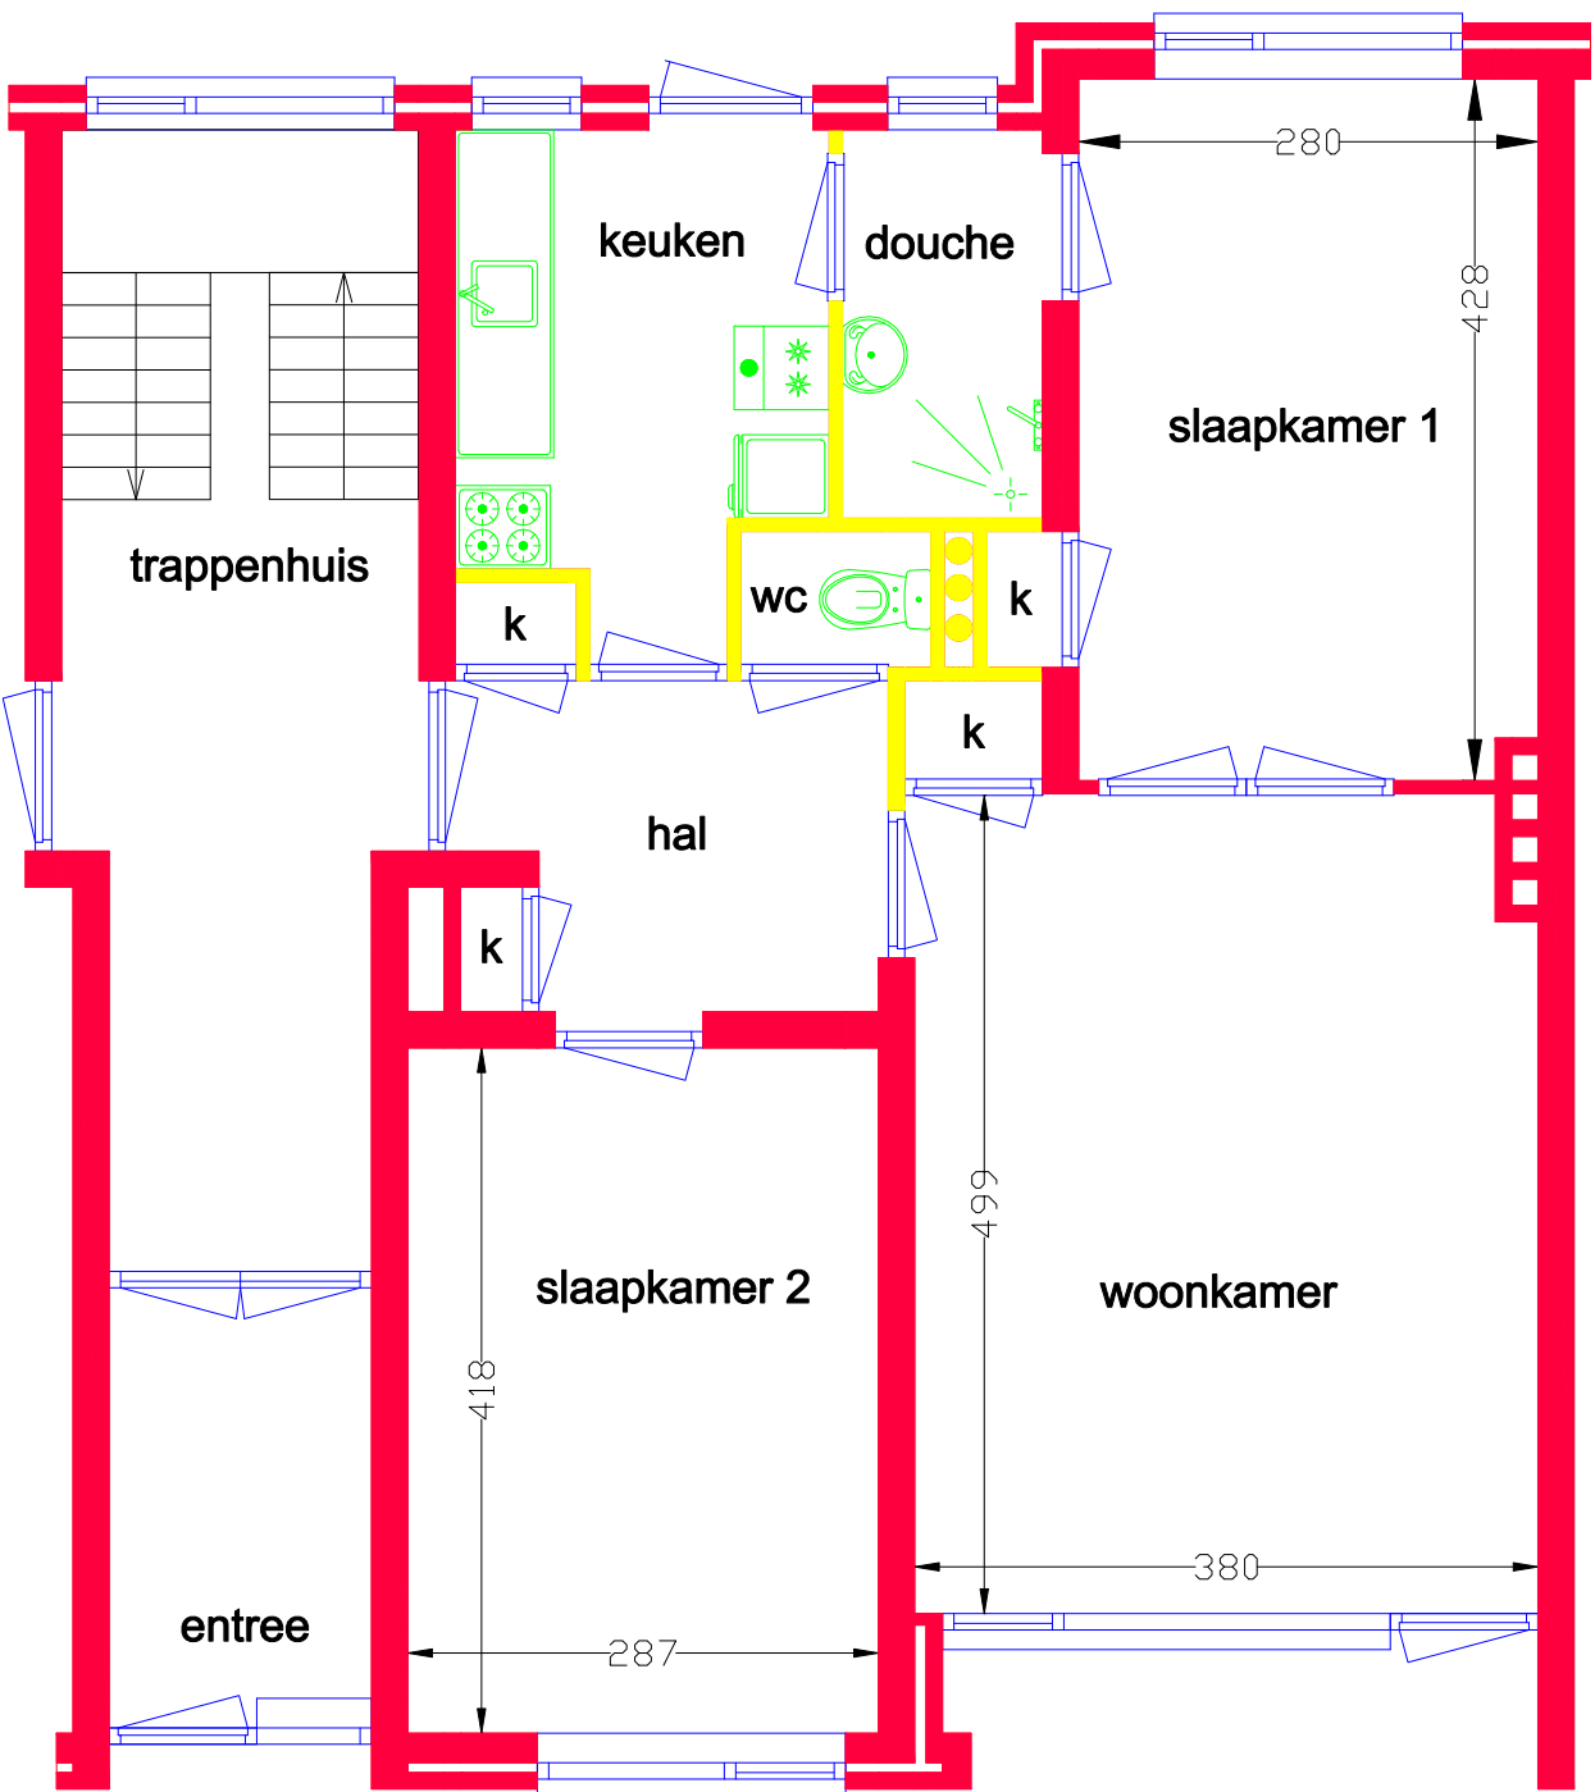 280
keuken
douche
428
slaapkamer 1
trappenhuis
wc
k
k
k
hal
k
499
slaapkamer 2
woonkamer
418
380
entree
287